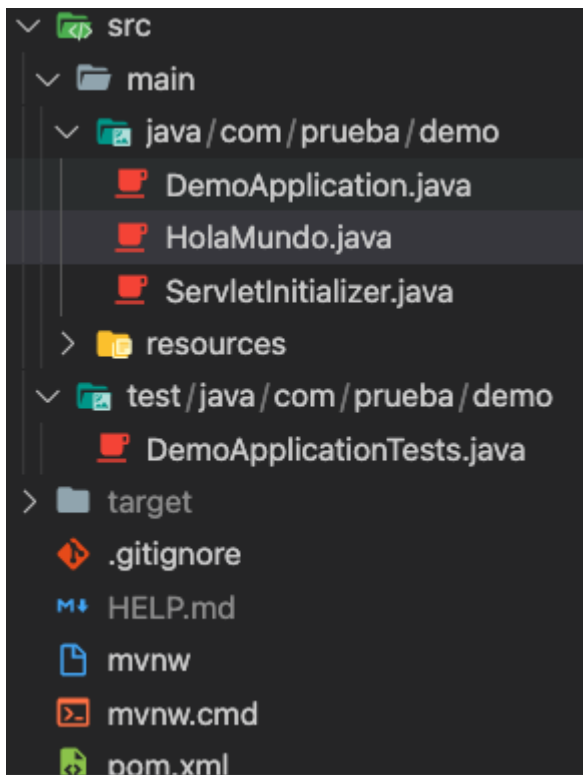 src
main
java/com/prueba/demo
DemoApplication.java
HolaMundo.java
ServletInitializer.java
resources
test/java/com/prueba/demo
DemoApplicationTests.java
target
.gitignore
HELP.md
mvnw
mvnw.cmd
pom.xml